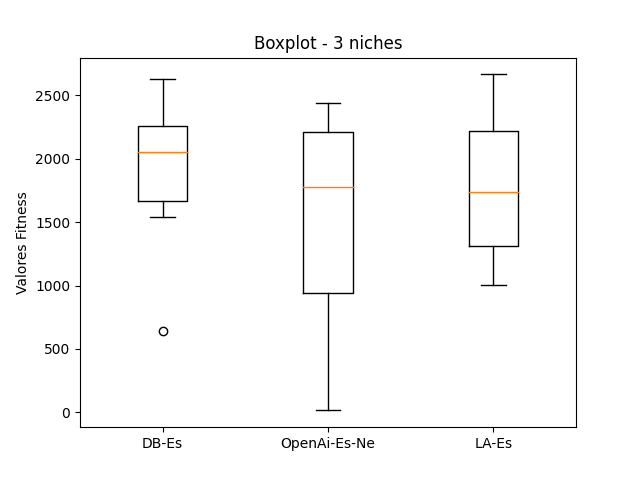 Boxplot - 3 niches
Valores Fitness
2500
2000
1500
1000
500
0
DB-Es
OpenAi-Es-Ne
LA-Es